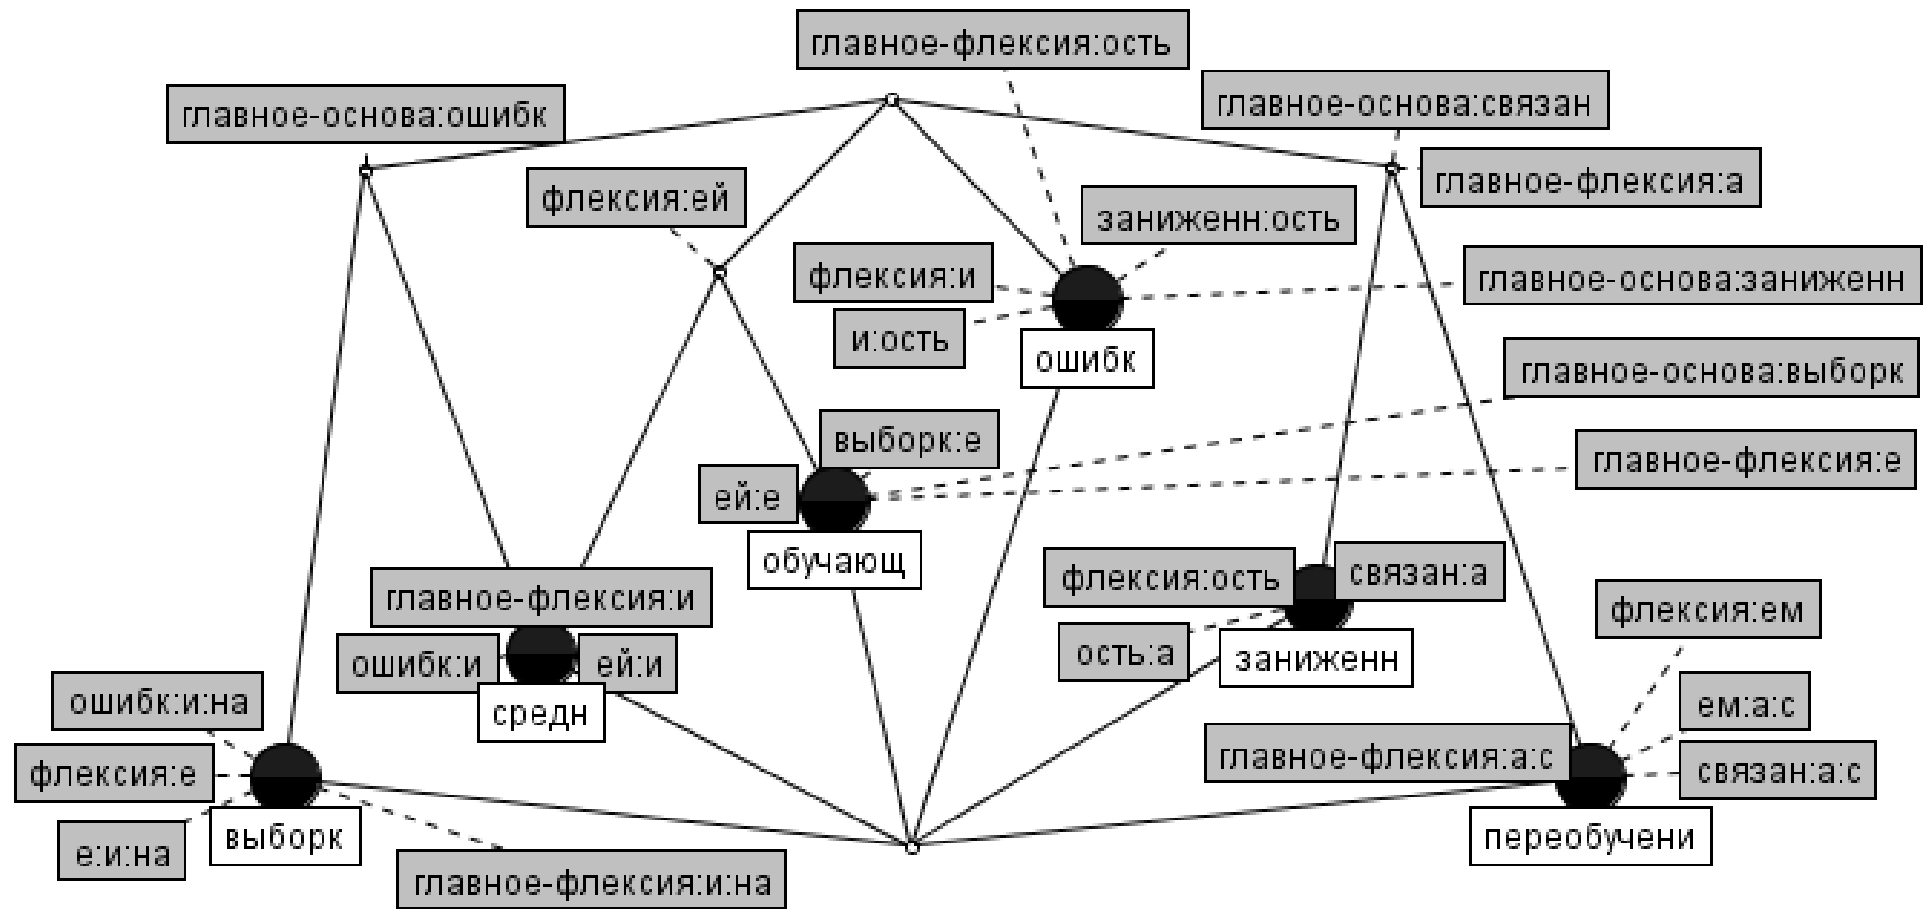 главное-флексия:ость
главное-основа:ошибк
главное-основа:связан
главное-флексия:а
флексия:ей
заниженн:ость
флексия:и
главное-основа:заниженн
и:ость
ошибк
главное-основа:выборк
выборк:е
главное-флексия:е
ей:е
обучающ
флексия:ость
связан:а
главное-флексия:и
флексия:ем
ость:а
заниженн
ошибк:и
ей:и
ошибк:и:на
средн
ем:а:с
главное-флексия:а:с
флексия:е
связан:а:с
выборк
переобучени
е:и:на
главное-флексия:и:на